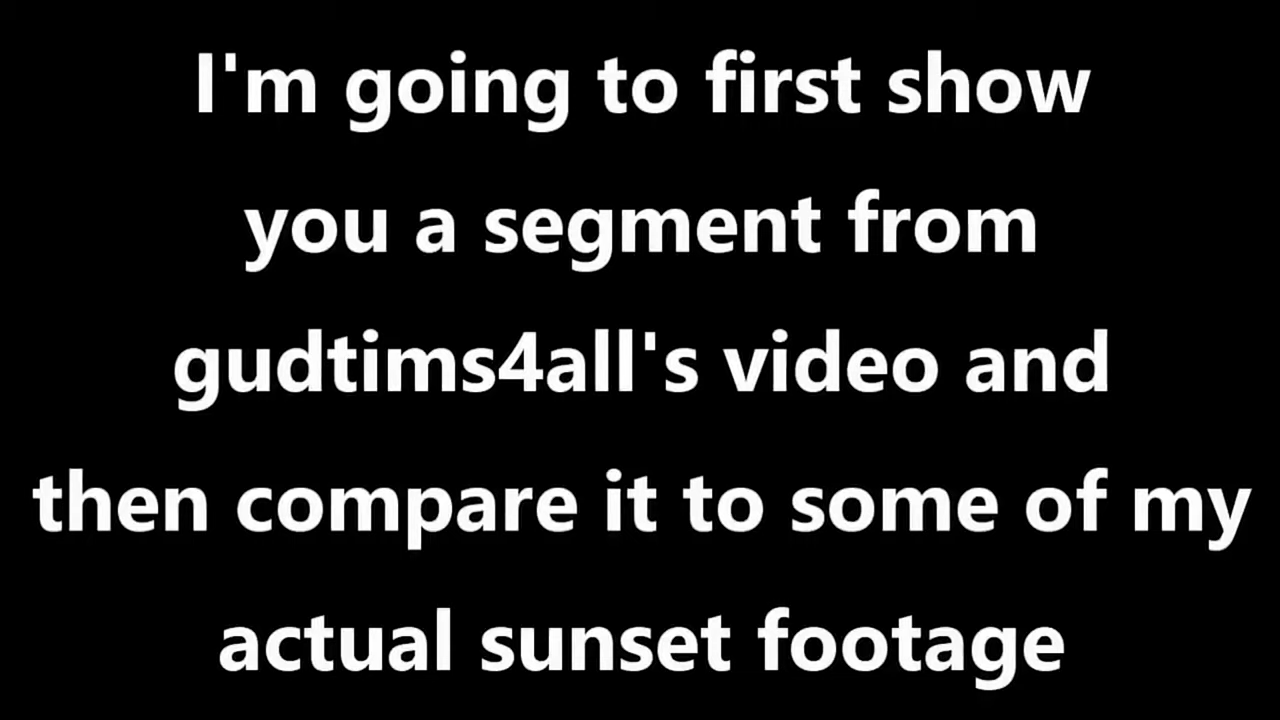 I'm going to first show
you a segment from
gudtims4all's video and
then compare it to some of my
actual sunset footage